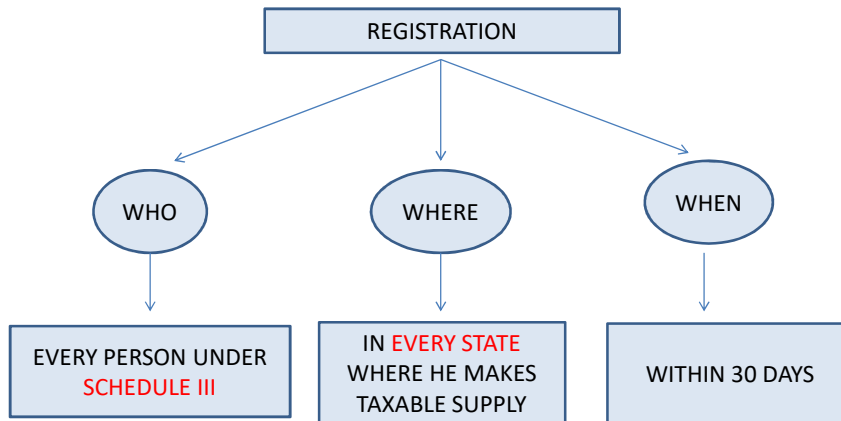 REGISTRATION
WHO
WHERE
WHEN
EVERY PERSON UNDER
SCHEDULE III
IN EVERY STATE
WHERE HE MAKES
TAXABLE SUPPLY
WITHIN 30 DAYS